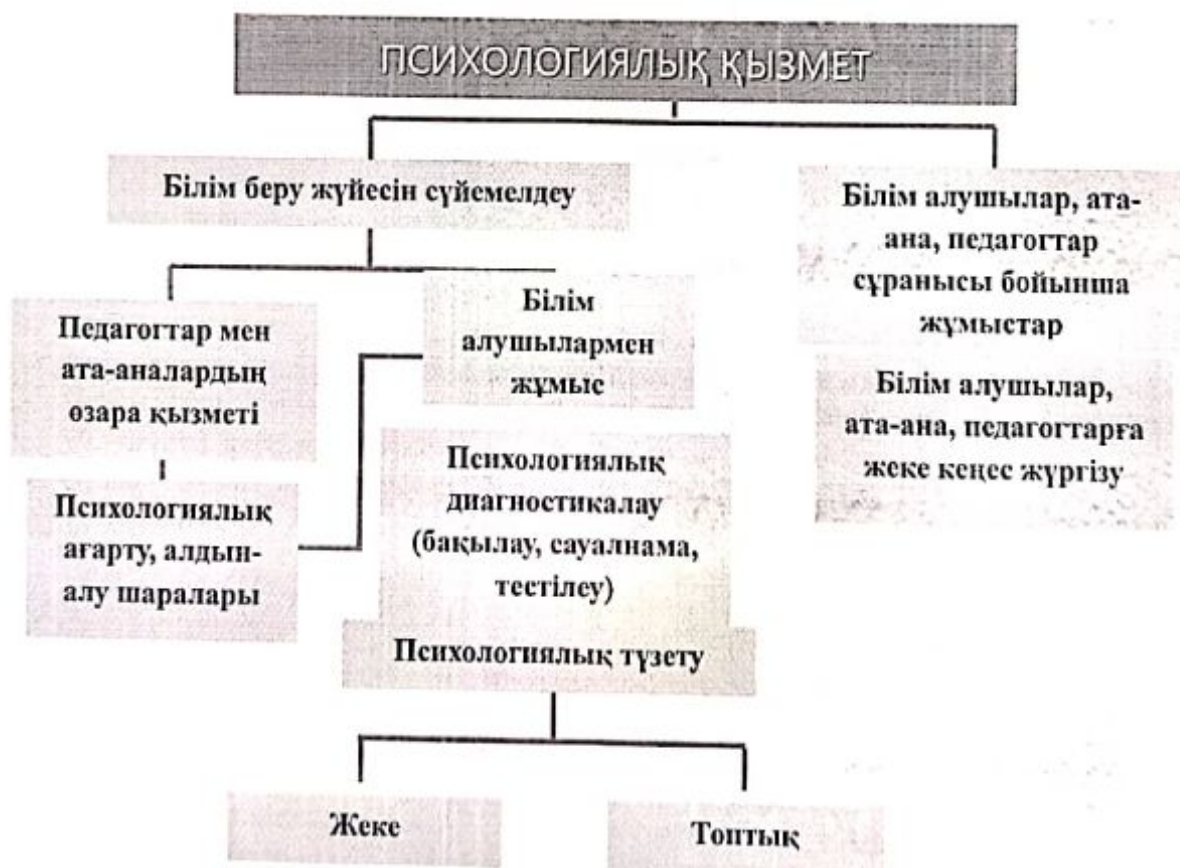 ПСИХОЛОГИЯЛЫҚ ҚЫЗМЕТ
Білім беру жүйесін сүйемелдеу
Білім алушылар, ата-
ана, педагогтар
сұранысы бойынша
жұмыстар
Педагогтар мен
ата-аналардың
өзара қызметі
Білім
алушылармен
жұмыс
Білім алушылар,
ата-ана, педагогтарға
жеке кеңес жүргізу
Психологиялық
ағарту, алдын-
алу шаралары
Психологиялық
диагностикалау
(бақылау, сауалнама,
тестілеу)
Психологиялық түзету
Жеке
Топтық